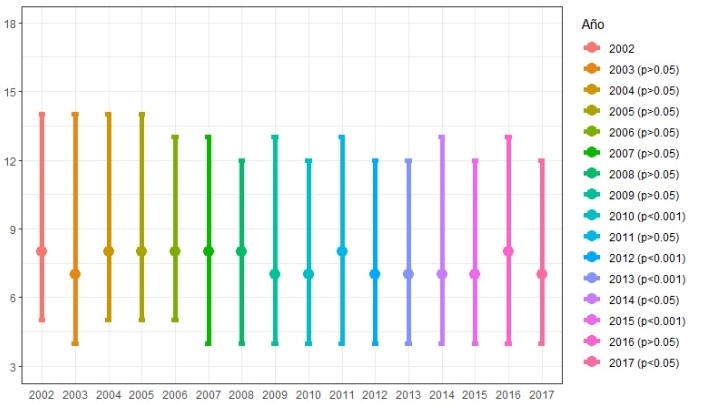 18
15
12
9
6
3
2002 2003 2004 2005 2006 2007 2008 2009 2010 2011 2012 2013 2014 2015 2016 2017
Año
2002
2003 (p>0.05)
2004 (p>0.05)
2005 (p>0.05)
2006 (p>0.05)
2007 (p>0.05)
2008 (p>0.05)
2009 (p>0.05)
2010 (p<0.001)
2011 (p>0.05)
2012 (p<0.001)
2013 (p<0.001)
2014 (p<0.05)
2015 (p<0.001)
2016 (p>0.05)
2017 (p<0.05)